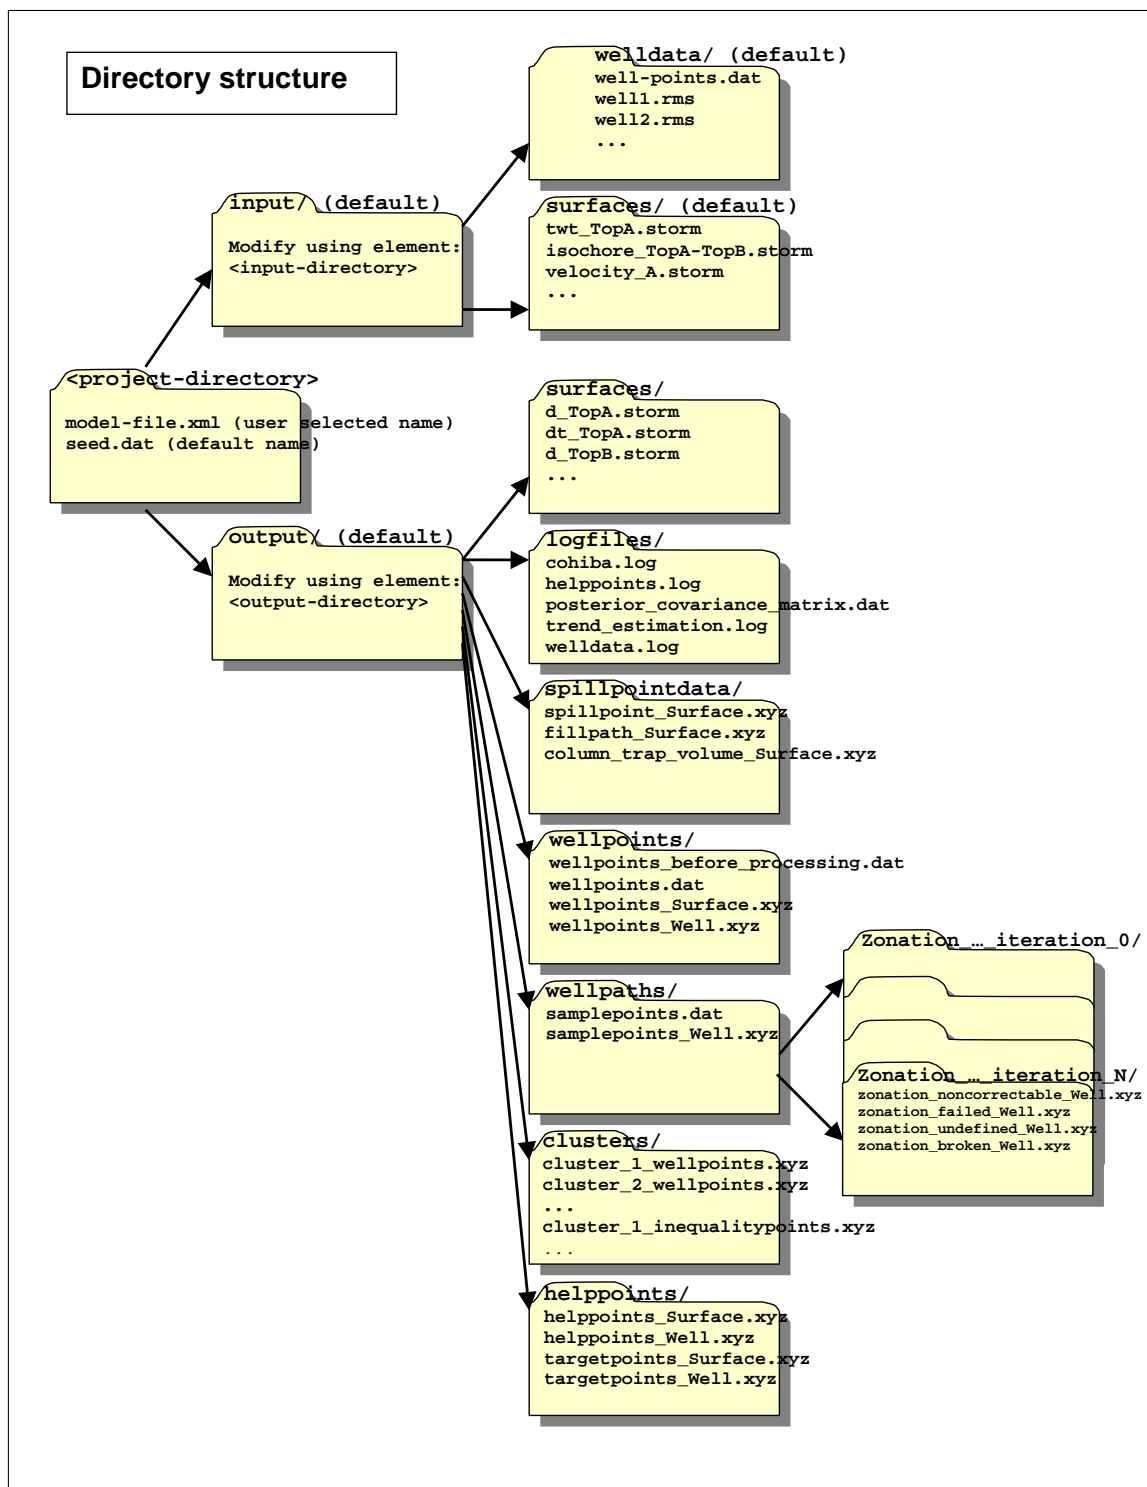 Directory structure
welldata/ (default)
well-points.dat
well1.rms
well2.rms
...
input/ (default)
Modify using element:
<input-directory>
surfaces/ (default)
twt_TopA.storm
isochore_TopA-TopB.storm
velocity_A.storm
...
<project-directory>
model-file.xml (user selected name)
seed.dat (default name)
surfaces/
d_TopA.storm
dt_TopA.storm
d_TopB.storm
...
output/ (default)
Modify using element:
<output-directory>
logfiles/
cohiba.log
helppoints.log
posterior_covariance_matrix.dat
trend_estimation.log
welldata.log
spillpointdata/
spillpoint_Surface.xyz
fillpath_Surface.xyz
column_trap_volume_Surface.xyz
wellpoints/
wellpoints_before_processing.dat
wellpoints.dat
wellpoints_Surface.xyz
wellpoints_Well.xyz
wellpaths/
samplepoints.dat
samplepoints_Well.xyz
Zonation_…_iteration_0/
Zonation_…_iteration_N/
zonation_noncorrectable_Well.xyz
zonation_failed_Well.xyz
zonation_undefined_Well.xyz
zonation_broken_Well.xyz
clusters/
cluster_1_wellpoints.xyz
cluster_2_wellpoints.xyz
...
cluster_1_inequalitypoints.xyz
...
helppoints/
helppoints_Surface.xyz
helppoints_Well.xyz
targetpoints_Surface.xyz
targetpoints_Well.xyz